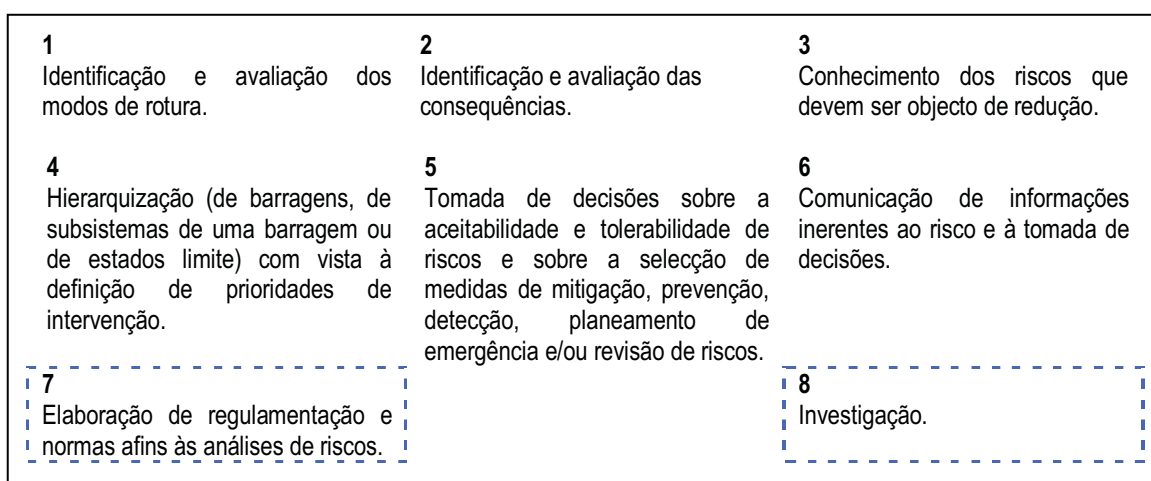 1
Identificação e avaliação dos
modos de rotura.
2
Identificação e avaliação das
consequências.
3
Conhecimento dos riscos que
devem ser objecto de redução.
4
Hierarquização (de barragens, de
subsistemas de uma barragem ou
de estados limite) com vista à
definição de prioridades de
intervenção.
5
Tomada de decisões sobre a
aceitabilidade e tolerabilidade de
riscos e sobre a selecção de
medidas de mitigação, prevenção,
detecção, planeamento de
emergência e/ou revisão de riscos.
6
Comunicação de informações
inerentes ao risco e à tomada de
decisões.
7
Elaboração de regulamentação e
normas afins às análises de riscos.
8
Investigação.